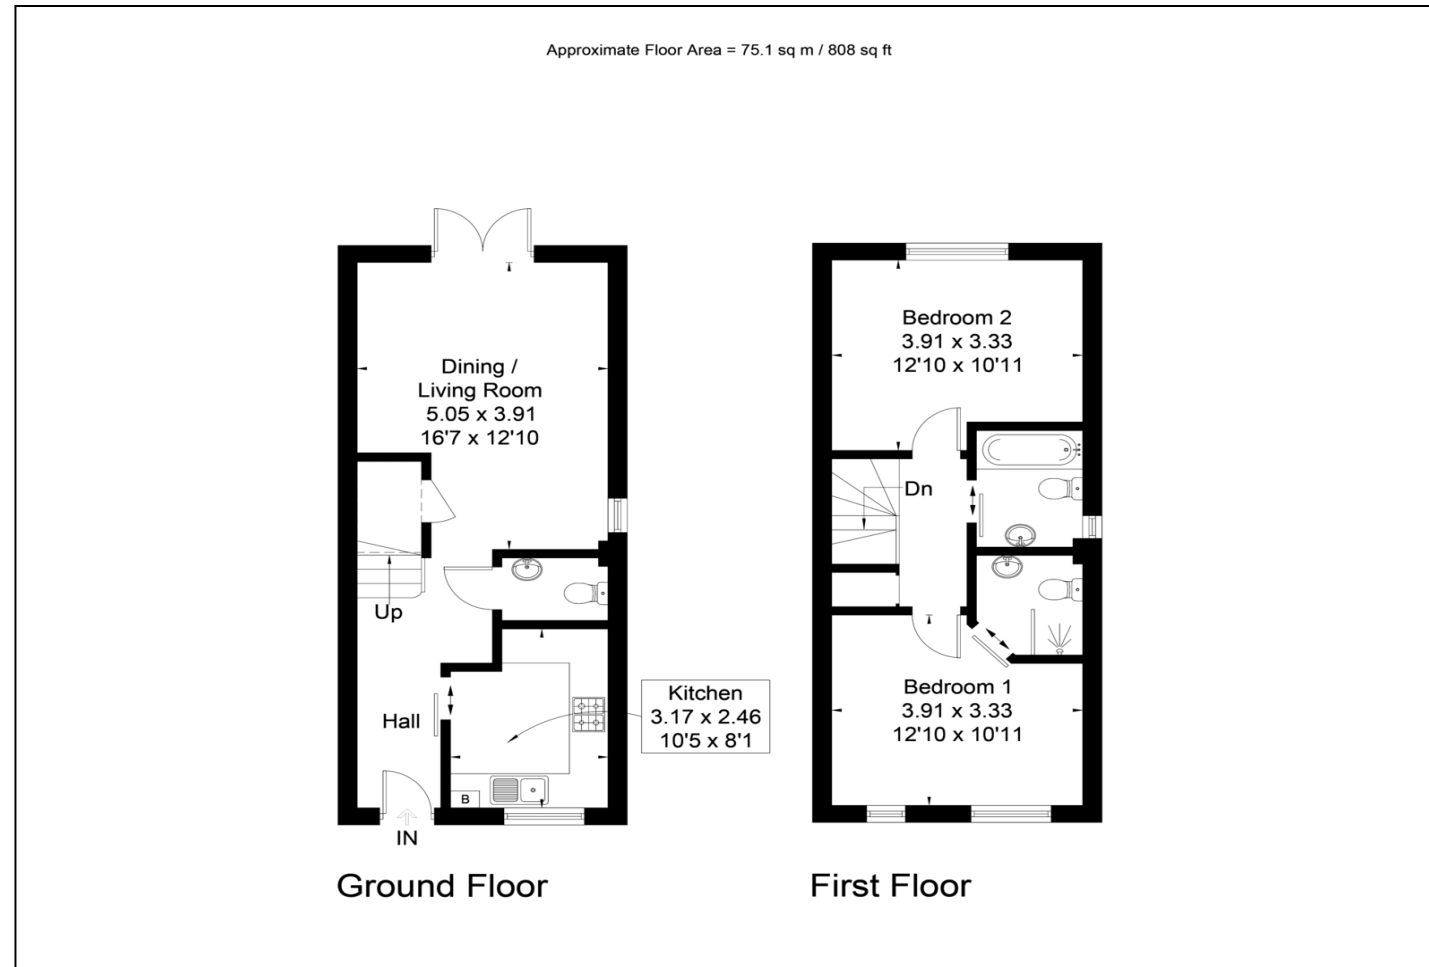 Approximate Floor Area = 75.1 sq m / 808 sq ft
Dining /
Living Room
5.05 x 3.91
16'7 x 12'10
Up
Hall
IN
B
Kitchen
3.17 x 2.46
10'5 x 8'1
Ground Floor
Bedroom 2
3.91 x 3.33
12'10 x 10'11
Dn
Bedroom 1
3.91 x 3.33
12'10 x 10'11
First Floor